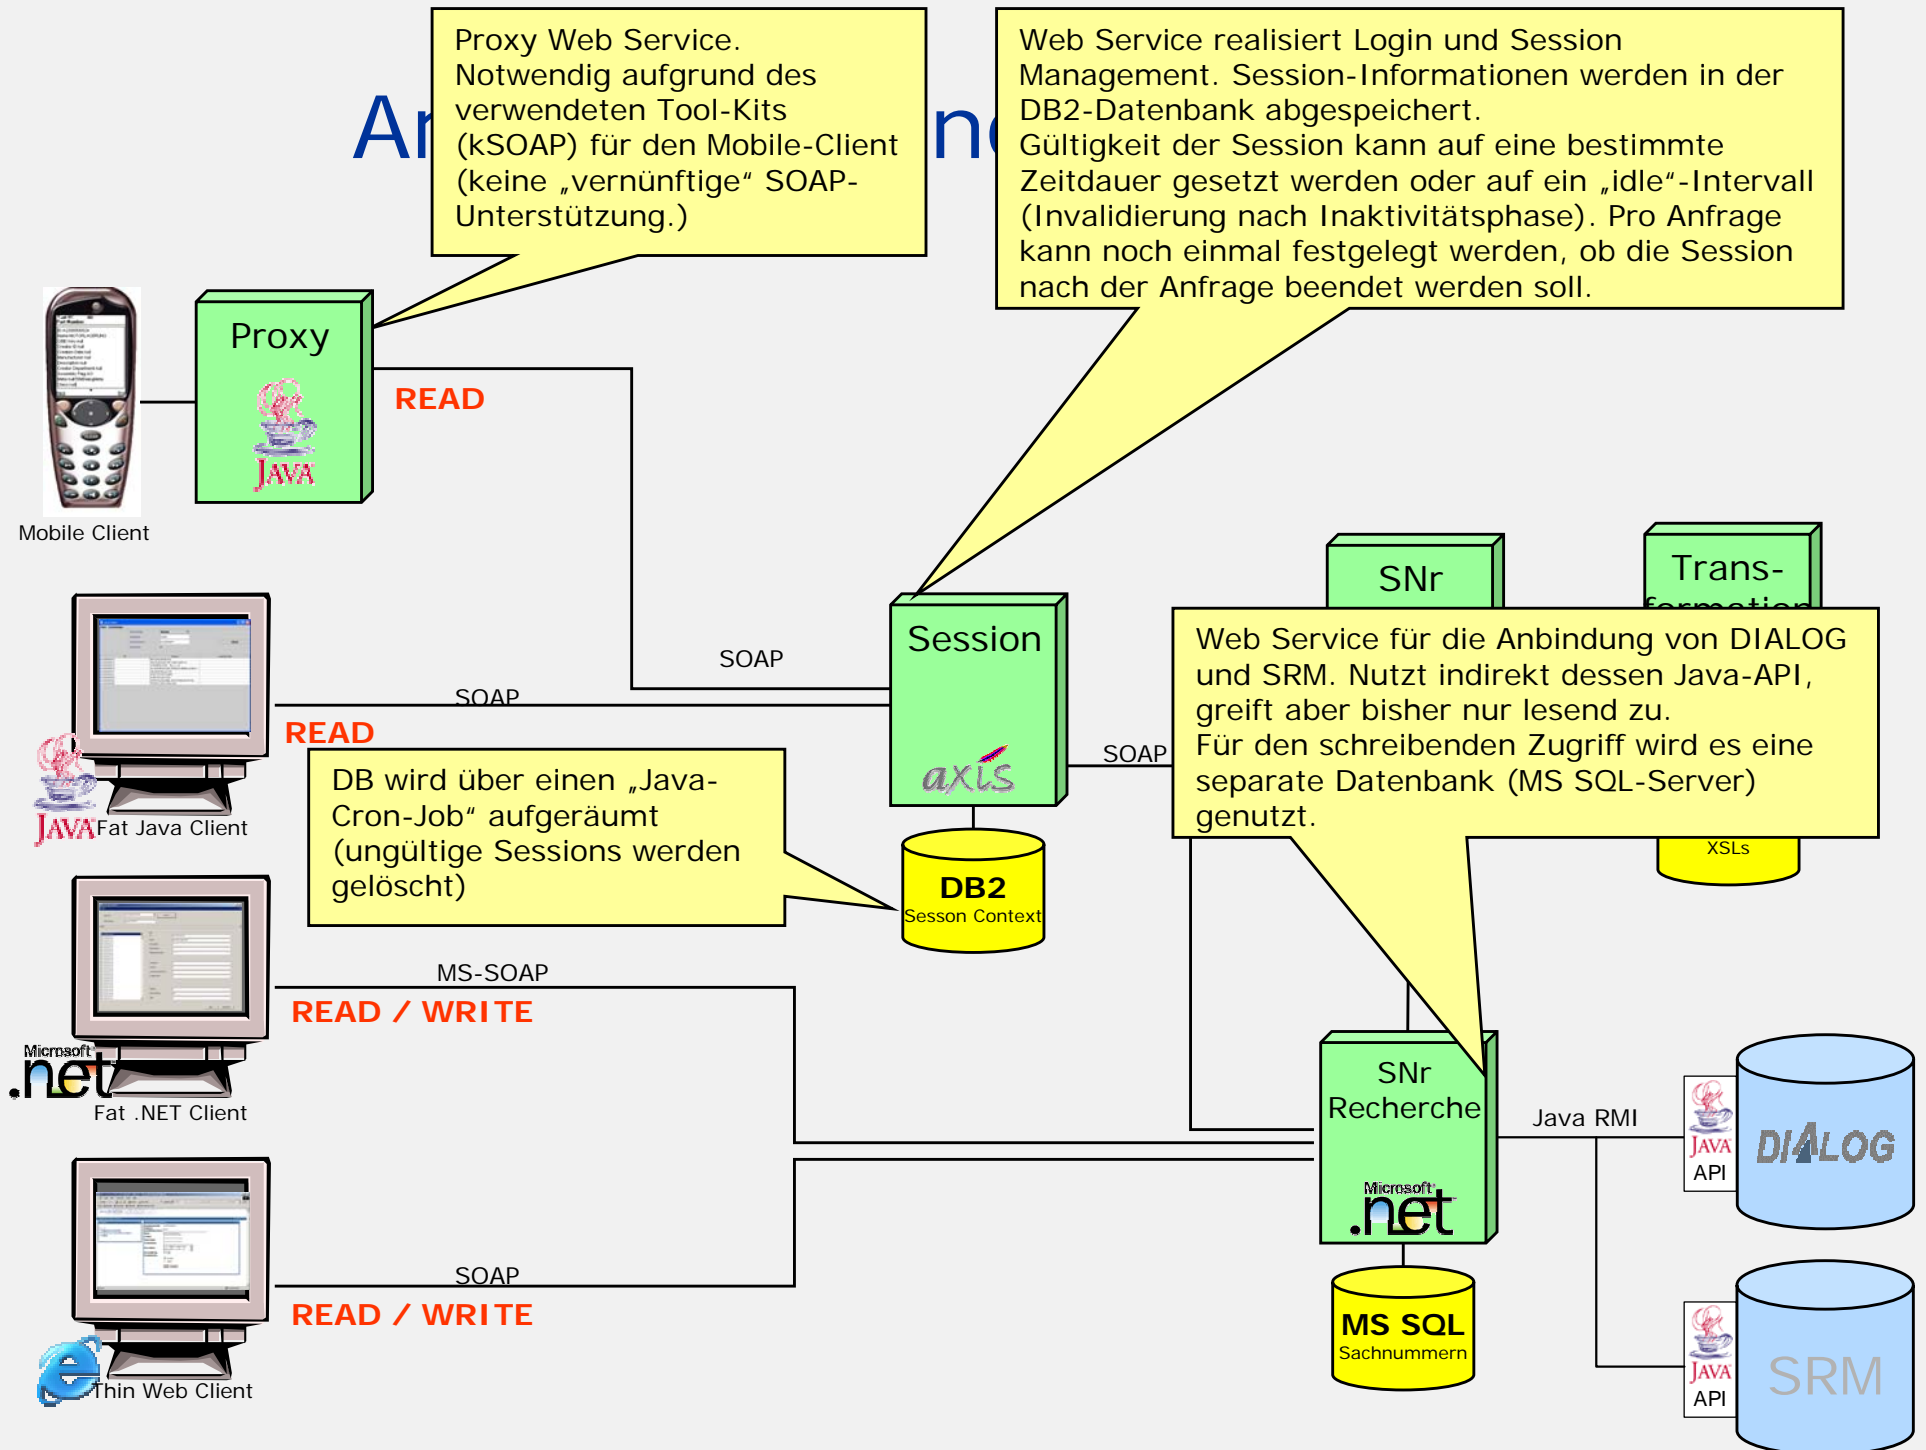 Proxy Web Service.
Notwendig aufgrund des
verwendeten Tool-Kits
(kSOAP) für den Mobile-Client
(keine „vernünftige“ SOAP-
Unterstützung.)
Web Service realisiert Login und Session
Management. Session-Informationen werden in der
DB2-Datenbank abgespeichert.
Gültigkeit der Session kann auf eine bestimmte
Zeitdauer gesetzt werden oder auf ein „idle“-Intervall
(Invalidierung nach Inaktivitätsphase). Pro Anfrage
kann noch einmal festgelegt werden, ob die Session
nach der Anfrage beendet werden soll.
Proxy
JAVA
READ
Mobile Client
SNr
Trans-
formation
Session
axis
SOAP
SOAP
READ
SOAP
Web Service für die Anbindung von DIALOG
und SRM. Nutzt indirekt dessen Java-API,
greift aber bisher nur lesend zu.
Für den schreibenden Zugriff wird es eine
separate Datenbank (MS SQL-Server)
genutzt.
JAVA
Fat Java Client
DB wird über einen „Java-
Cron-Job“ aufgeräumt
(ungültige Sessions werden
gelöscht)
DB2
Sesson Context
XSLs
MS-SOAP
READ / WRITE
Microsoft
.net
Fat .NET Client
SNr
Recherche
Microsoft
.net
Java RMI
JAVA
API
DIALOG
SOAP
READ / WRITE
Thin Web Client
MS SQL
Sachnummern
JAVA
API
SRM